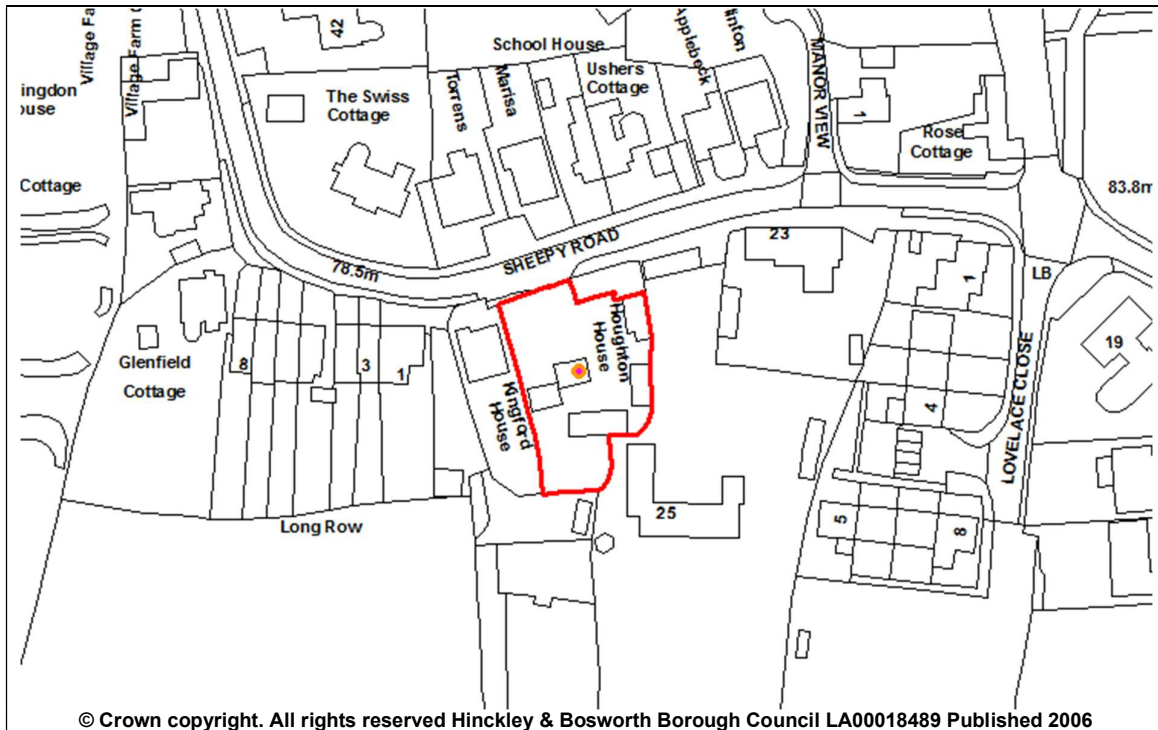 Village Fa
Village Farm C
42
School House
Applebeck
linton
MANOR VIEW
ingdon
ouse
The Swiss
Cottage
Torrens
Marisa
Ushers
Cottage
1
Rose
Cottage
Cottage
83.8m
SHEEPY ROAD
78.5m
23
1
LB
Houghton
House
19
Glenfield
Cottage
8
3
1
Kingford
House
4
LOVELACE CLOSE
Long Row
25
5
8
© Crown copyright. All rights reserved Hinckley & Bosworth Borough Council LA00018489 Published 2006